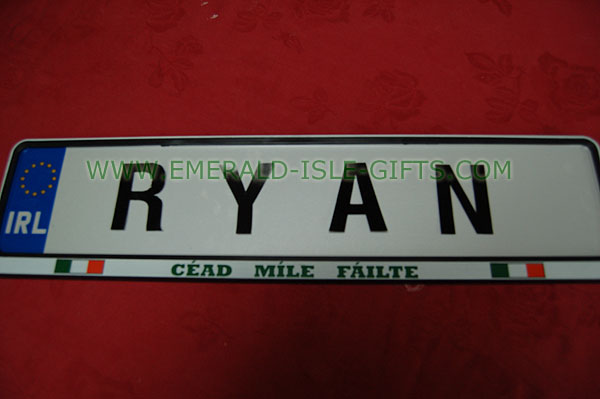 WWW.EMERALD-ISLE-GIFTS.COM
IRL
RYAN
CÉAD MÍLE FÁILTE